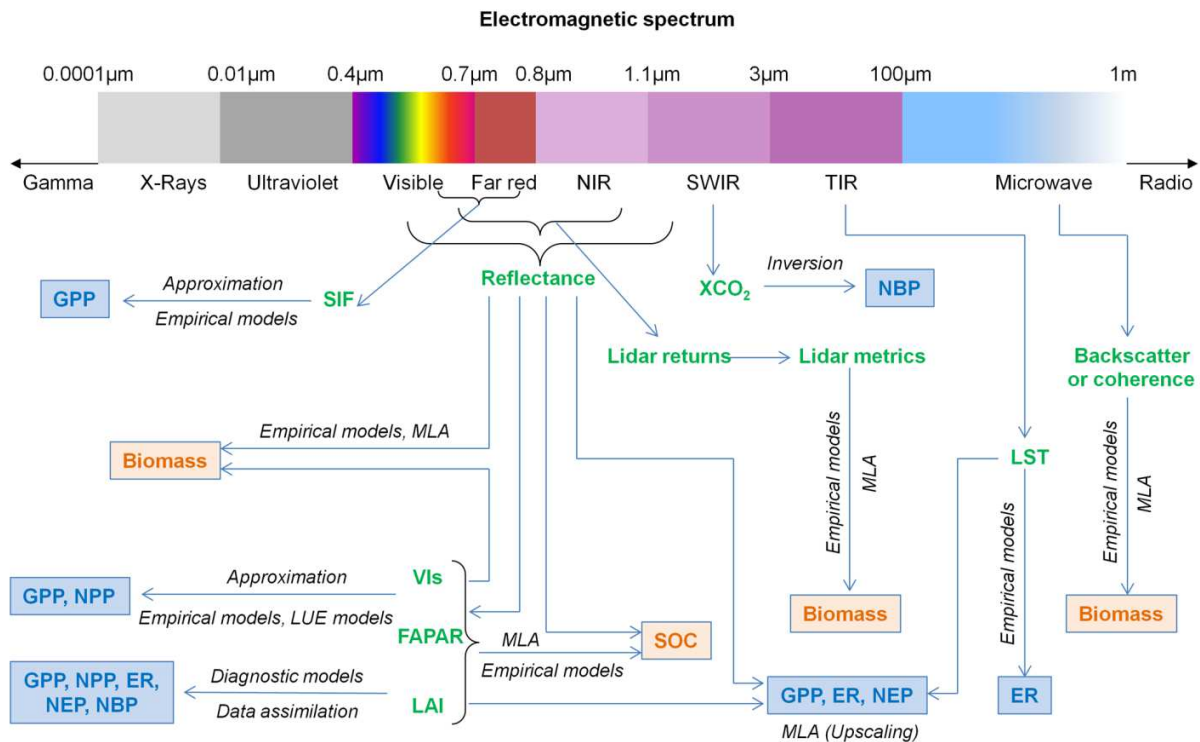 Electromagnetic spectrum
0.0001µm 0.01µm 0.4µm 0.7µm 0.8µm 1.1µm 3µm 100µm 1m
Gamma X-Rays Ultraviolet Visible Far red NIR SWIR TIR Microwave Radio
Reflectance
Approximation
GPP
SIF
Empirical models
XCO₂
Inversion
NBP
Lidar returns
Lidar metrics
Backscatter
or coherence
Empirical models, MLA
Biomass
Empirical models
MLA
Biomass
LST
Empirical models
ER
Empirical models
MLA
Biomass
VIs
Approximation
GPP, NPP
Empirical models, LUE models
FAPAR
MLA
Empirical models
SOC
Diagnostic models
GPP, NPP, ER,
NEP, NBP
Data assimilation
LAI
GPP, ER, NEP
MLA (Upscaling)